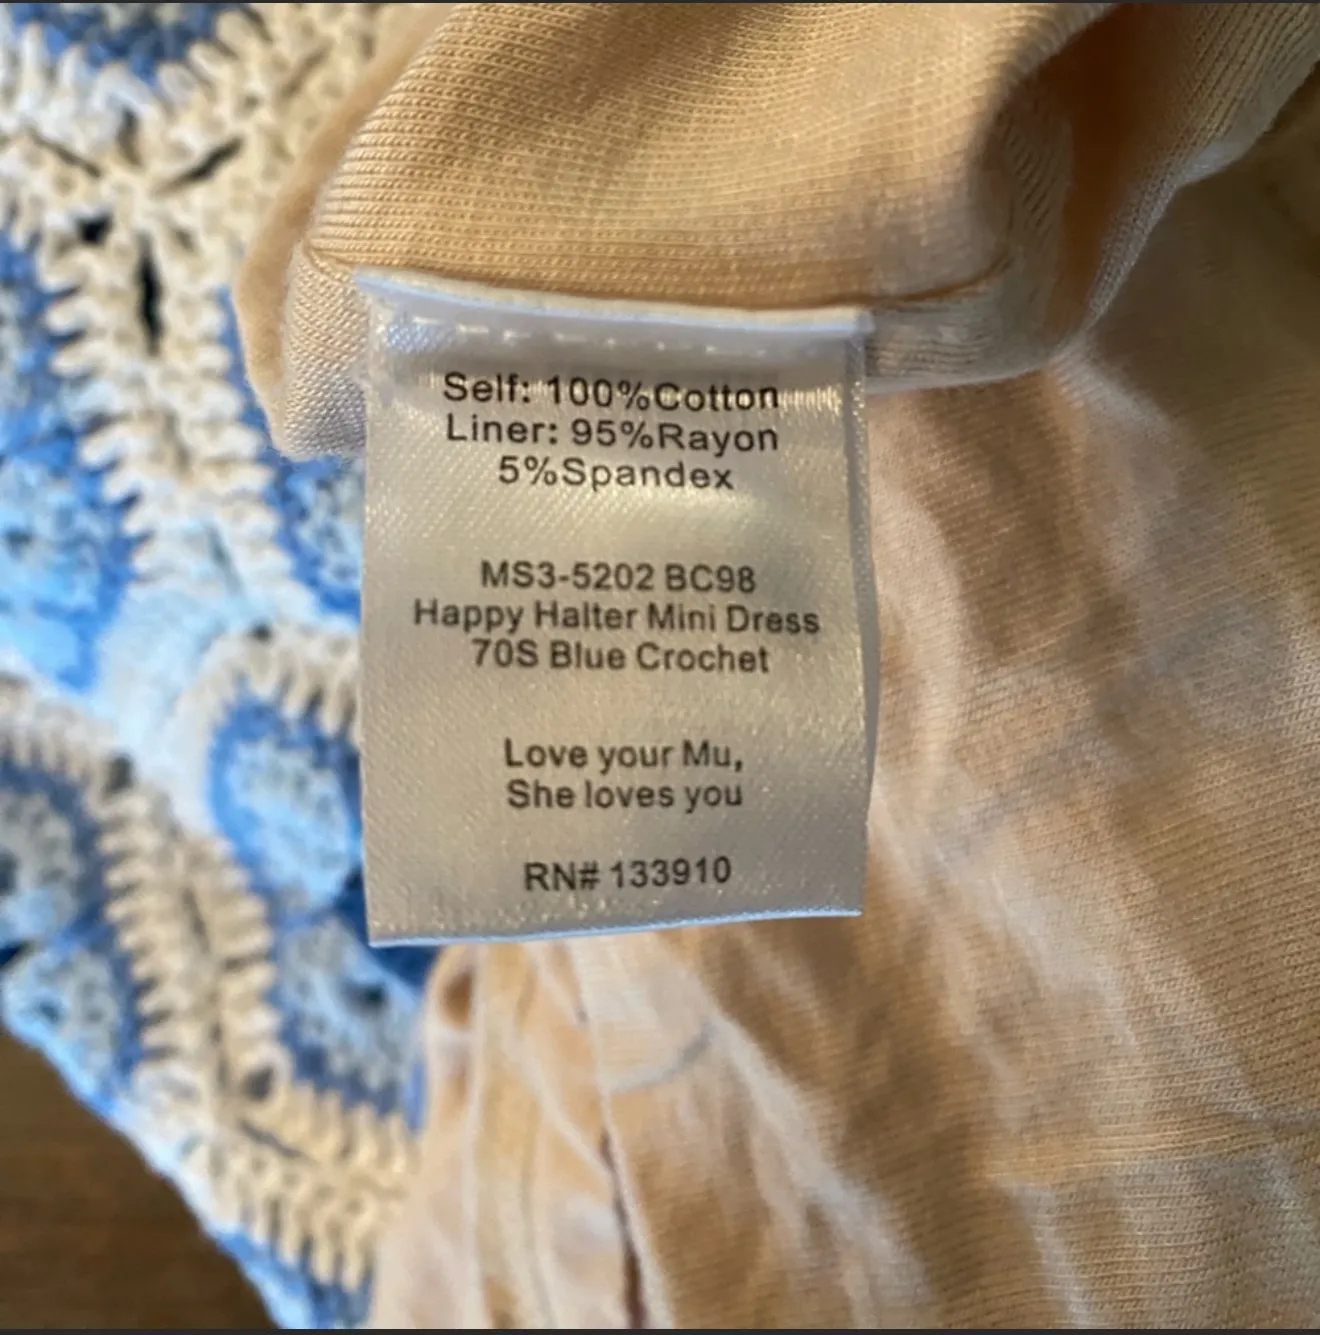 Self: 100%Cotton
Liner: 95%Rayon
5%Spandex
MS3-5202 BC98
Happy Halter Mini Dress
70S Blue Crochet
Love your Mu,
She loves you
RN# 133910